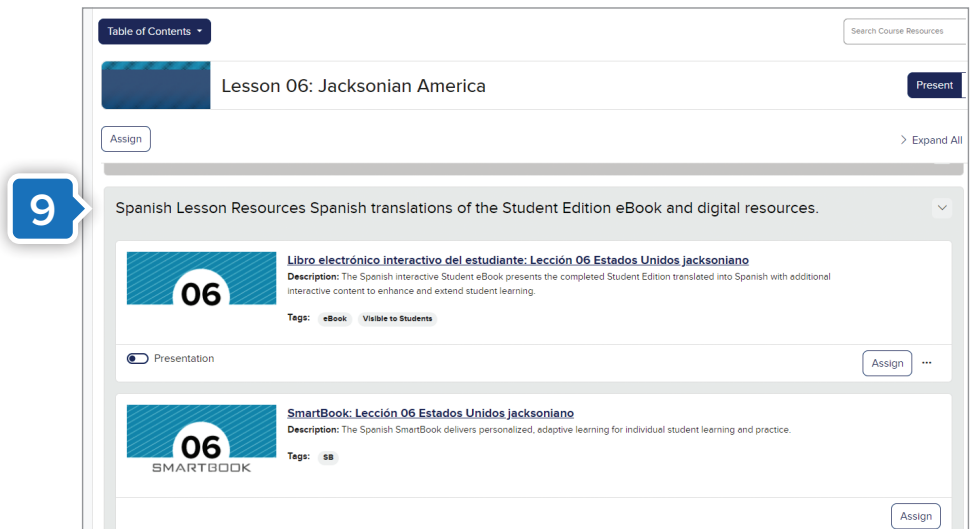 Table of Contents
Search Course Resources
Lesson 06: Jacksonian America
Present
Assign
Expand All
9
Spanish Lesson Resources Spanish translations of the Student Edition eBook and digital resources.
06
Libro electrónico interactivo del estudiante: Lección 06 Estados Unidos jacksoniano
Description: The Spanish interactive Student eBook presents the completed Student Edition translated into Spanish with additional
interactive content to enhance and extend student learning.
Tags: eBook Visible to Students
Presentation
Assign ...
06
SMARTBOOK
SmartBook: Lección 06 Estados Unidos jacksoniano
Description: The Spanish SmartBook delivers personalized, adaptive learning for individual student learning and practice.
Tags: SB
Assign